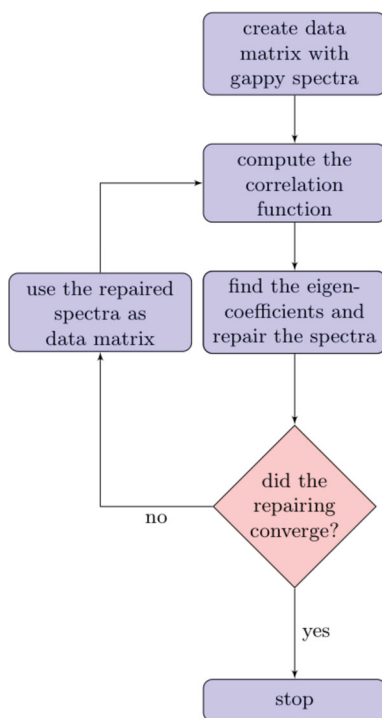 create data
matrix with
gappy spectra
compute the
correlation
function
find the eigen-
coefficients and
repair the spectra
use the repaired
spectra as
data matrix
did the
repairing
converge?
no
yes
stop